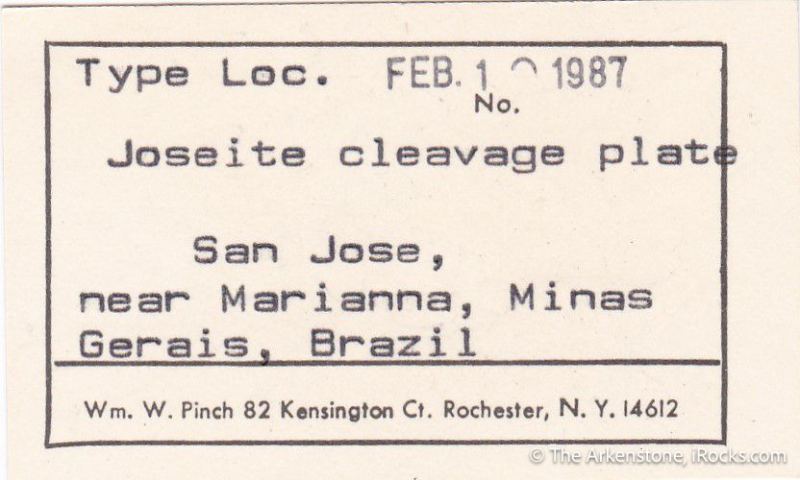 Type Loc. FEB. 1 1987
No.
Joseite cleavage plate
San Jose,
near Marianna, Minas
Gerais, Brazil
Wm. W. Pinch 82 Kensington Ct. Rochester, N. Y. 14612
© The Arkenstone, iRocks.com